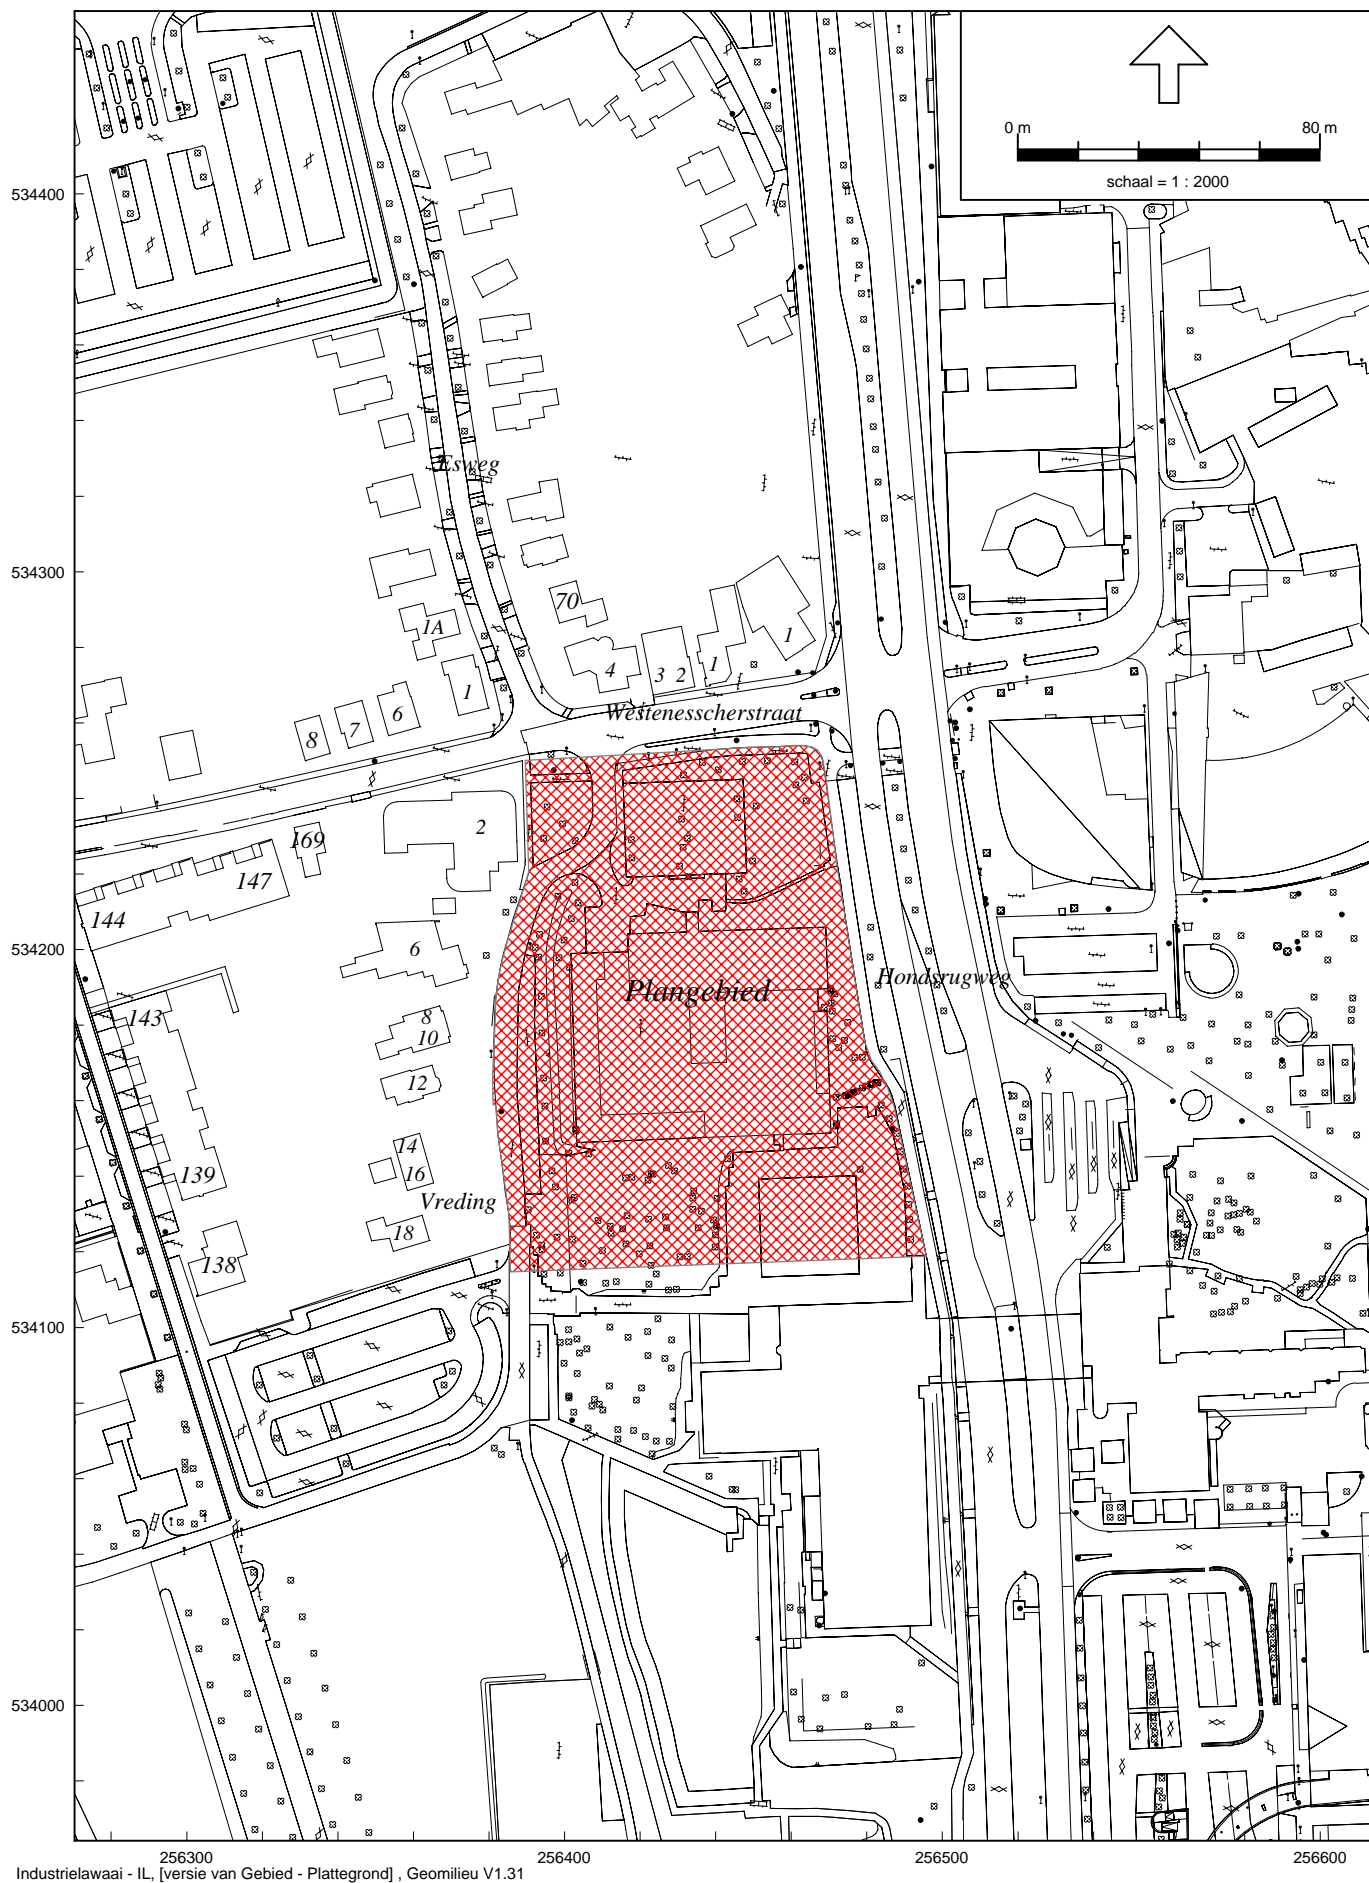 0 m 80 m
schaal = 1 : 2000
534400
Esweg
534300
70
1A
4
3 2
1
1
1
6
7
8
Westenesscherstraat
2
169
147
144
534200
6
Plangebied
Hondsrugweg
143
8
10
12
14
16
139
Vreding
18
138
534100
534000
256300 256400 256500 256600
Industrielawaai - IL, [versie van Gebied - Plattegrond] , Geomilieu V1.31